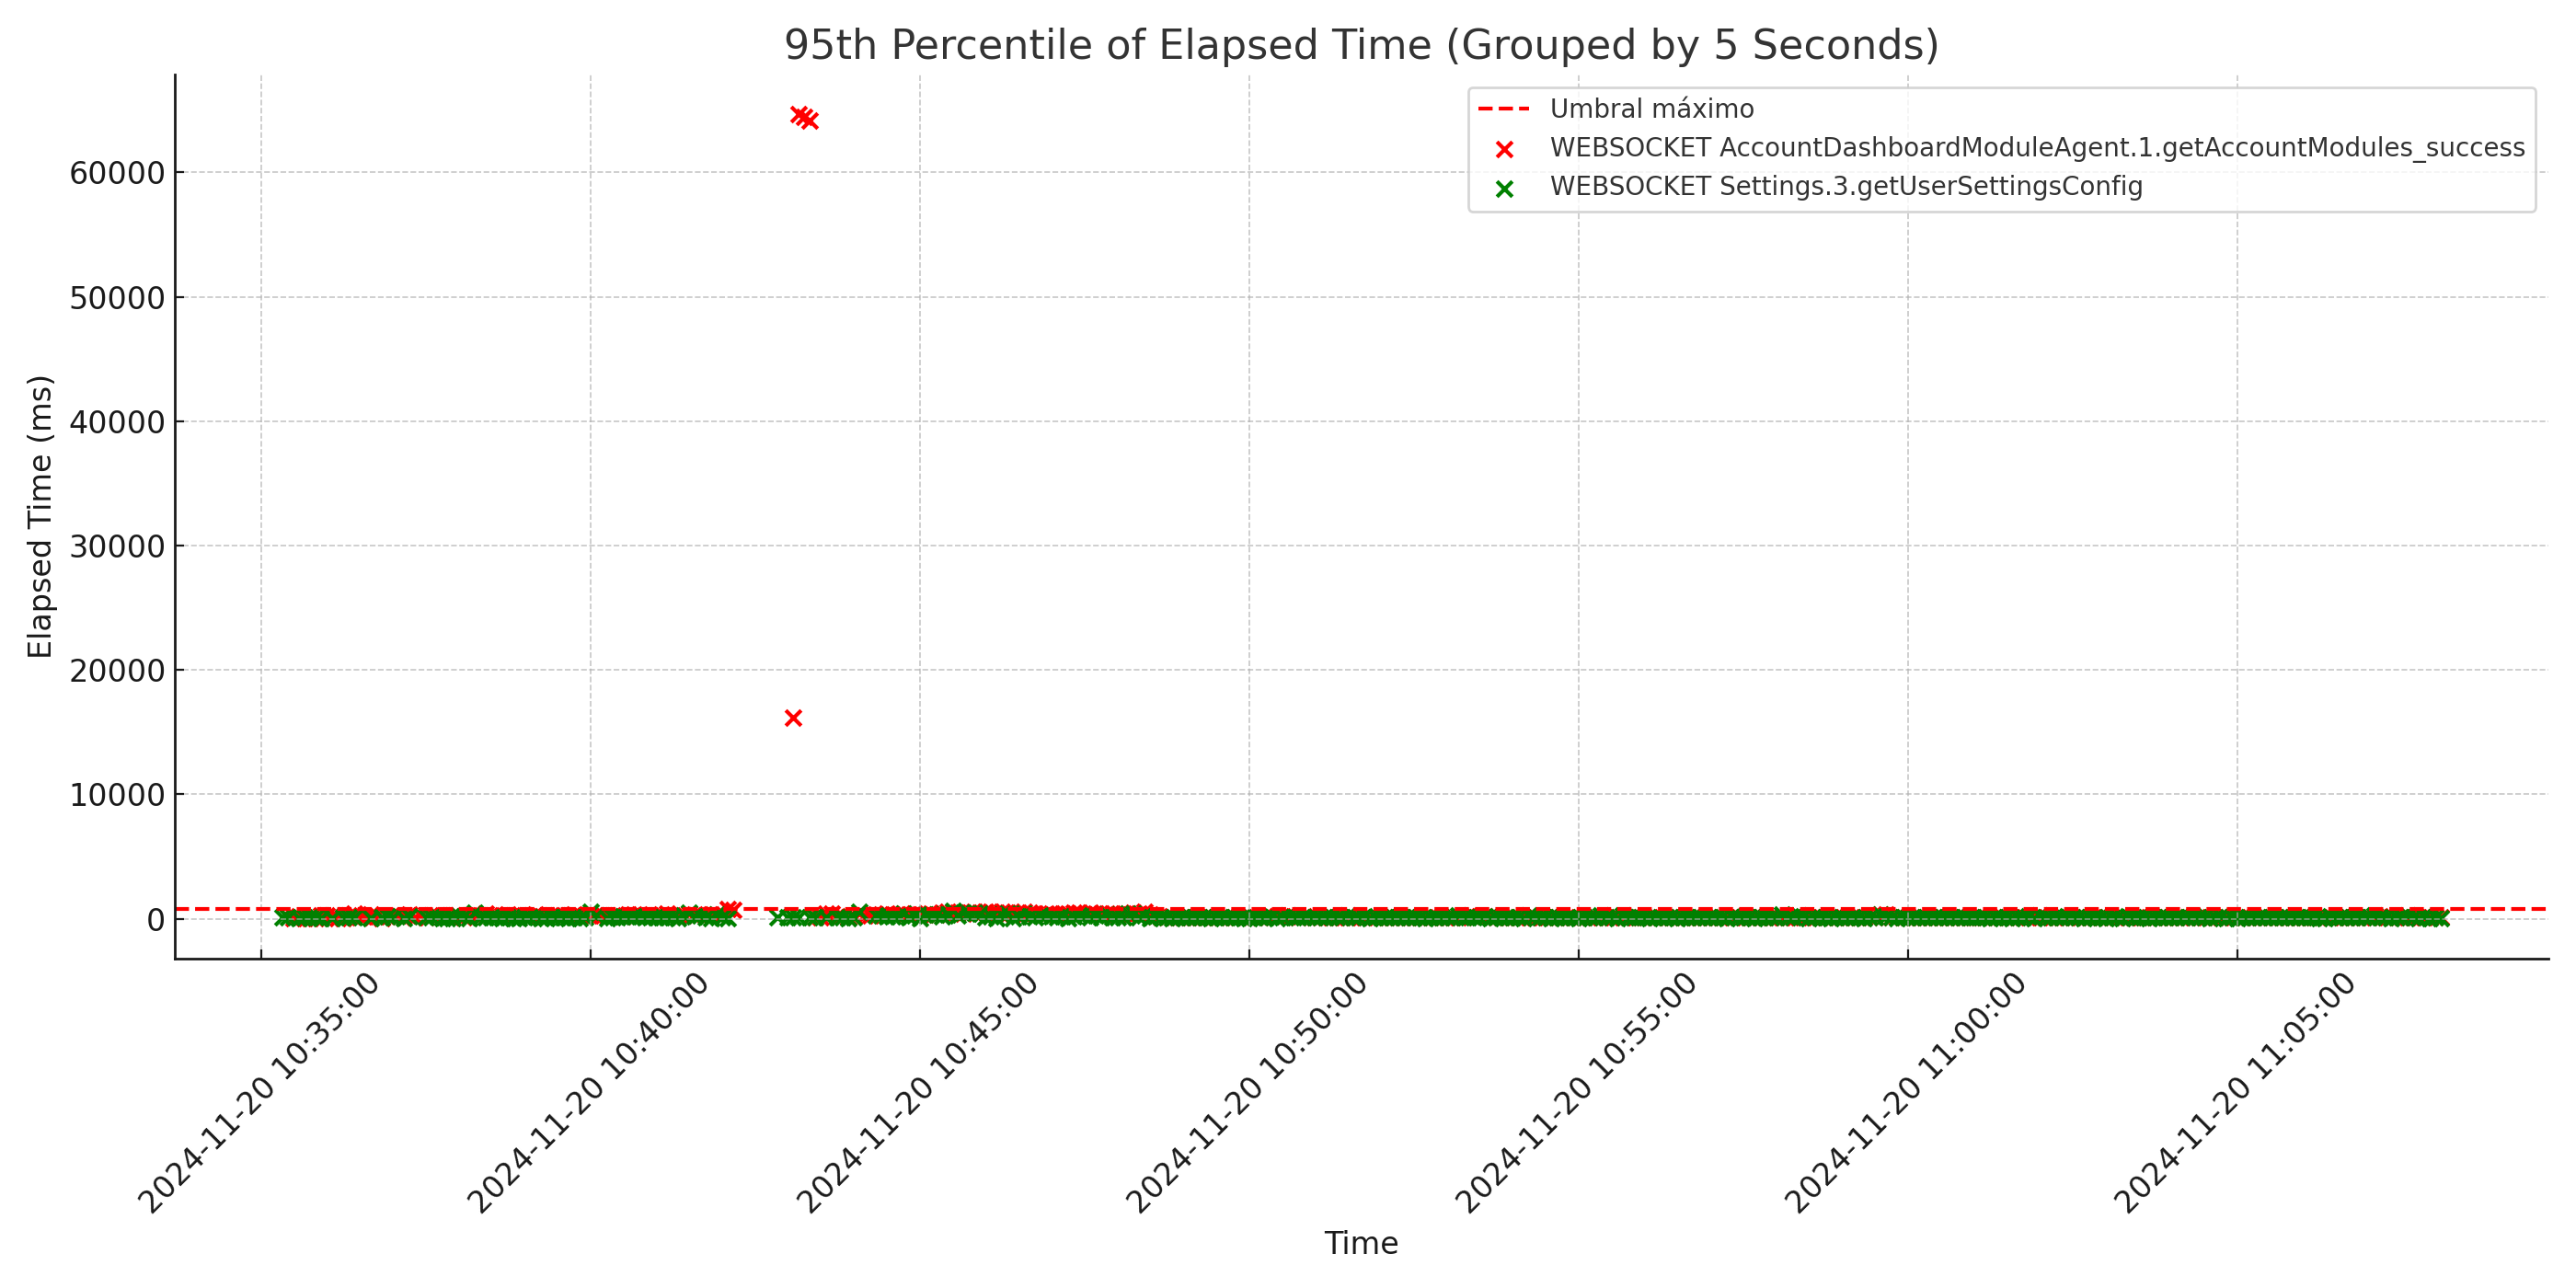 95th Percentile of Elapsed Time (Grouped by 5 Seconds)
Umbral máximo
WEBSOCKET AccountDashboardModuleAgent.1.getAccountModules_success
WEBSOCKET Settings.3.getUserSettingsConfig
Elapsed Time (ms)
60000
50000
40000
30000
20000
10000
0
2024-11-20 10:35:00
2024-11-20 10:40:00
2024-11-20 10:45:00
2024-11-20 10:50:00
2024-11-20 10:55:00
2024-11-20 11:00:00
2024-11-20 11:05:00
Time